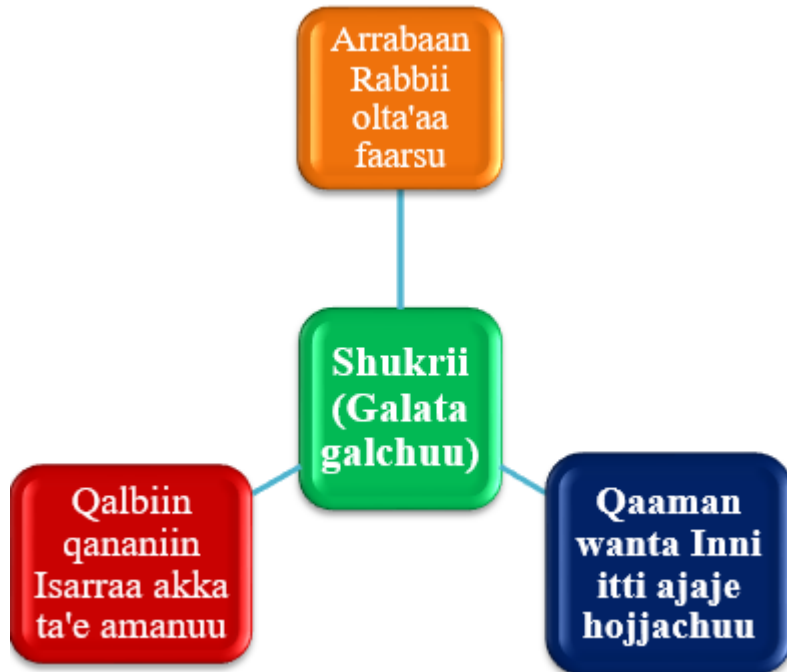 Arrabaan
Rabbii
olta'aa
faarsu
Shukrii
(Galata
galchuu)
Qalbiin
qananiin
Isarraa akka
ta'e amanuu
Qaaman
wanta Inni
itti ajaje
hojjachuu